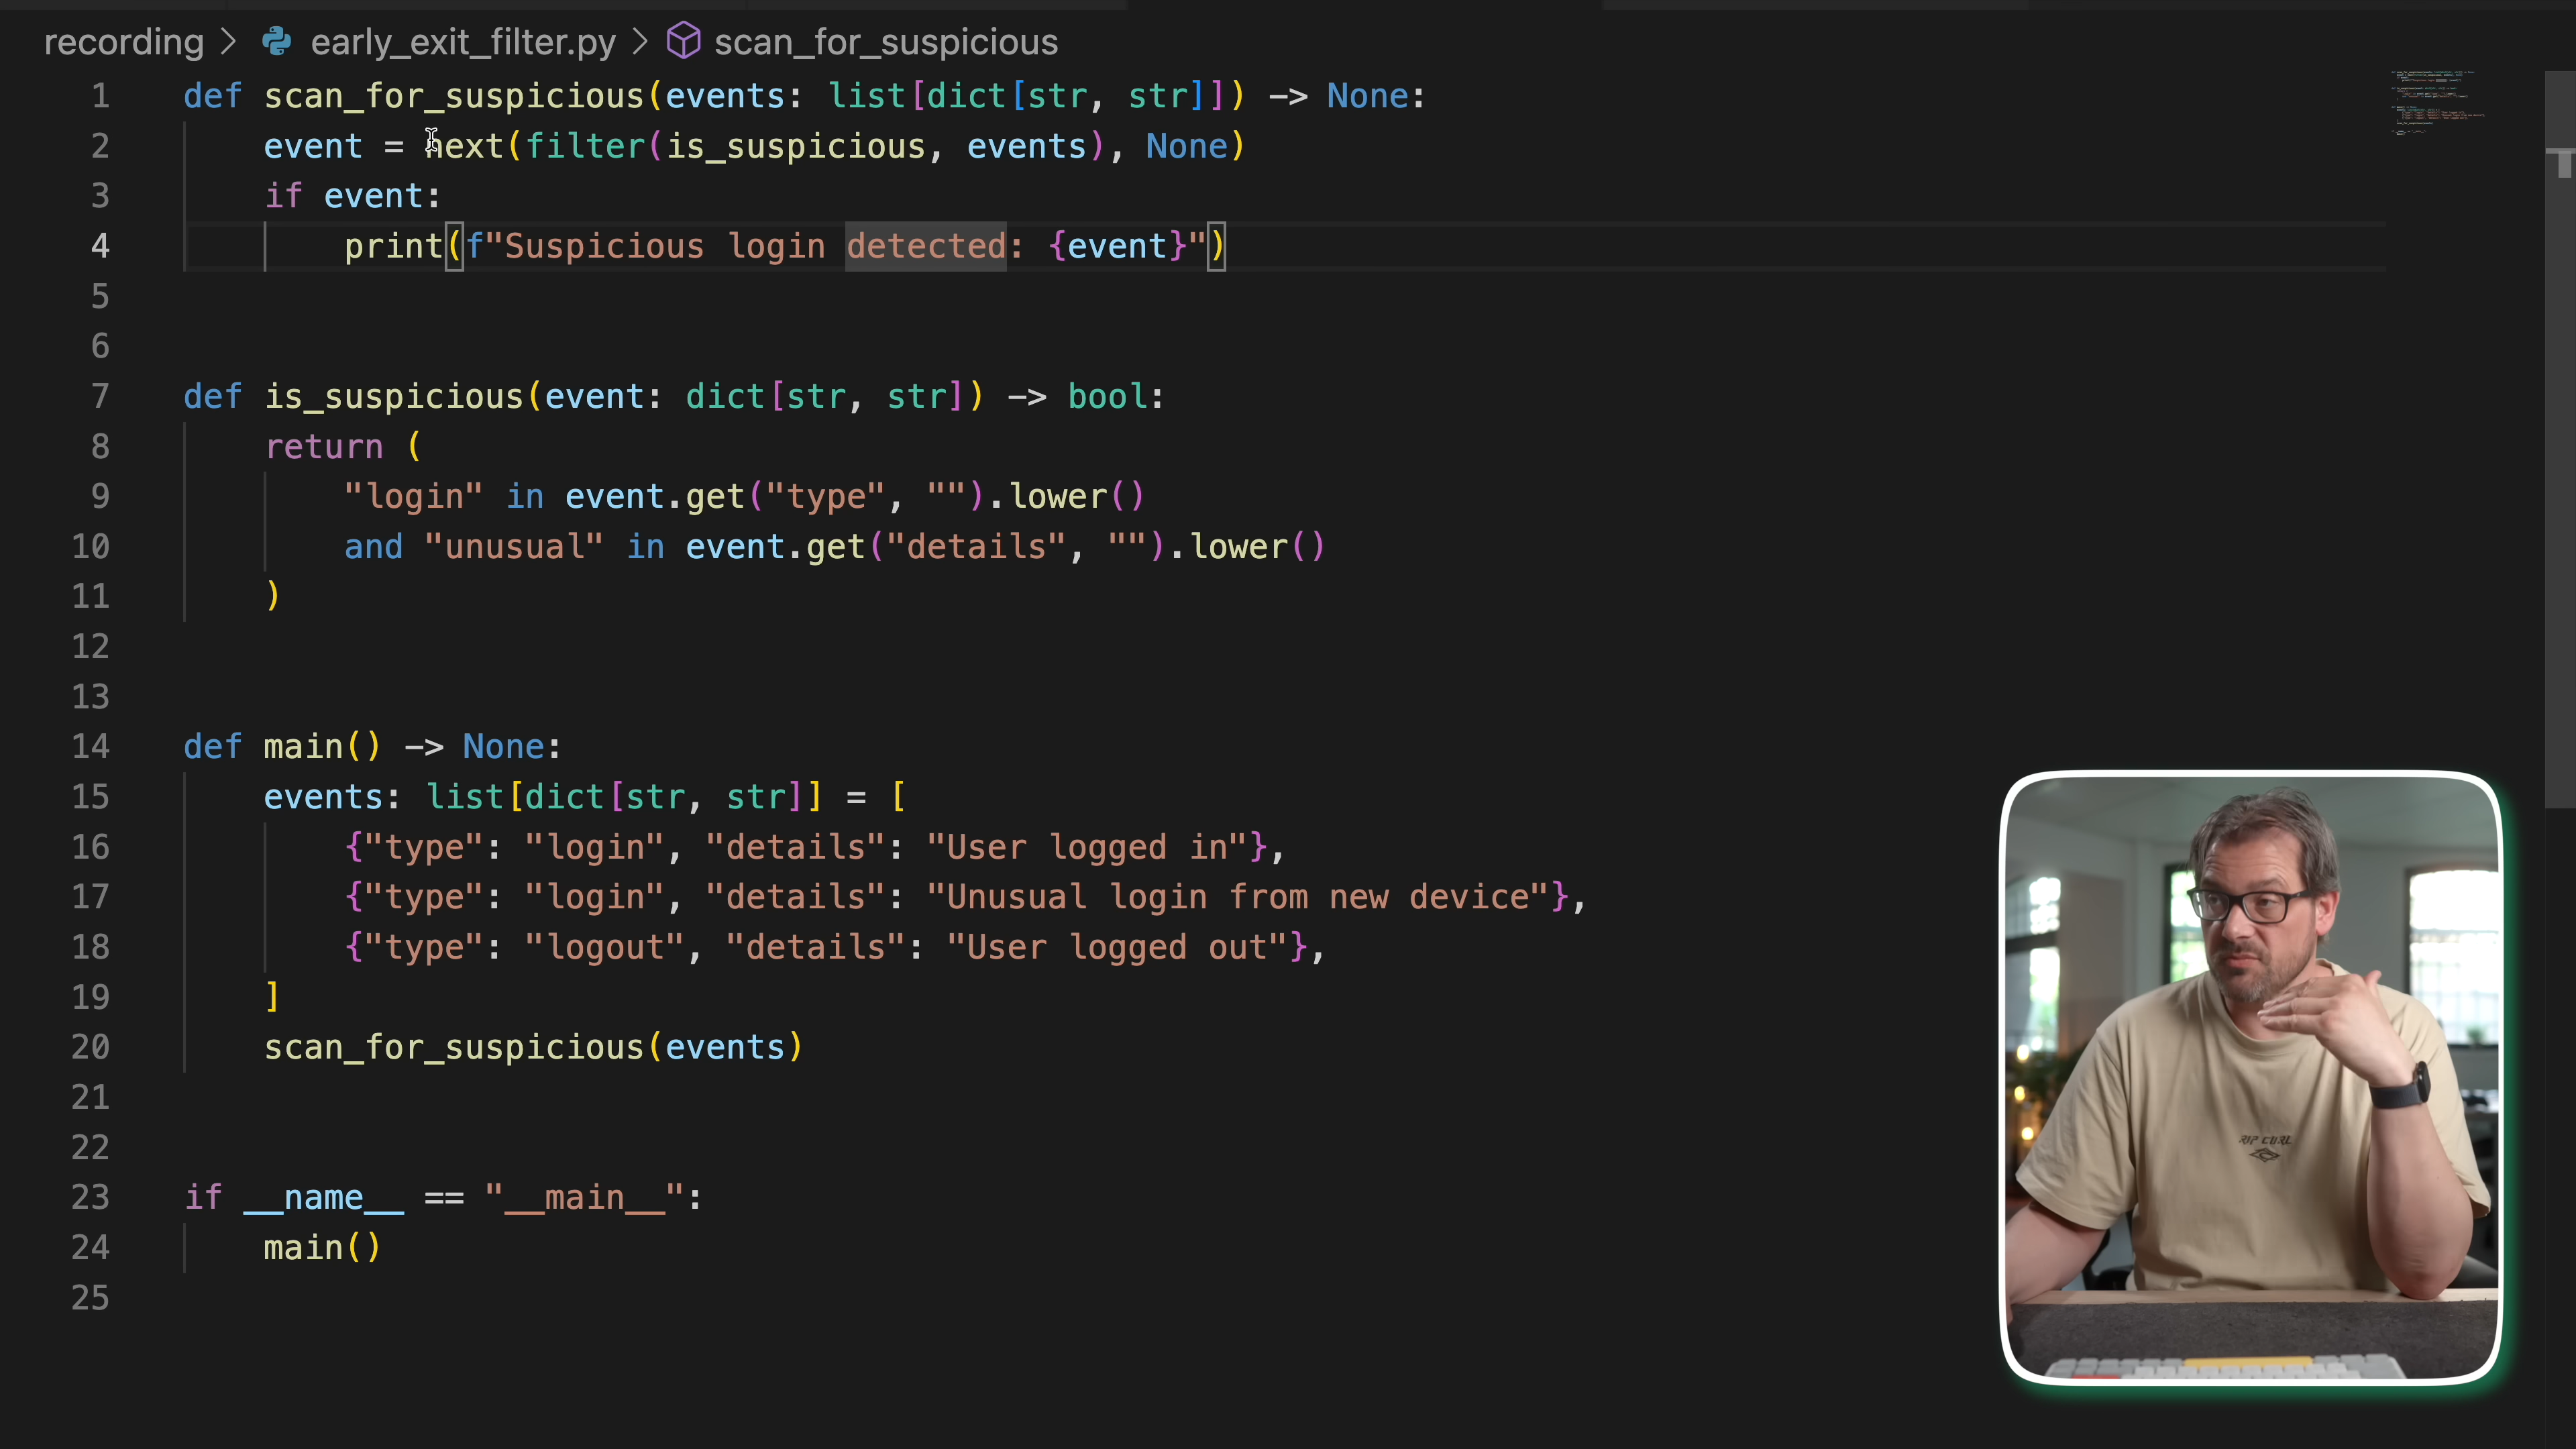 recording > early_exit_filter.py > scan_for_suspicious
1 def scan_for_suspicious(events: list[dict[str, str]]) -> None:
2     event = next(filter(is_suspicious, events), None)
3     if event:
4         print(f"Suspicious login detected: {event}")
5
6
7 def is_suspicious(event: dict[str, str]) -> bool:
8     return (
9         "login" in event.get("type", "").lower()
10         and "unusual" in event.get("details", "").lower()
11     )
12
13
14 def main() -> None:
15     events: list[dict[str, str]] = [
16         {"type": "login", "details": "User logged in"},
17         {"type": "login", "details": "Unusual login from new device"},
18         {"type": "logout", "details": "User logged out"},
19     ]
20     scan_for_suspicious(events)
21
22
23 if __name__ == "__main__":
24     main()
25
RIP CURL